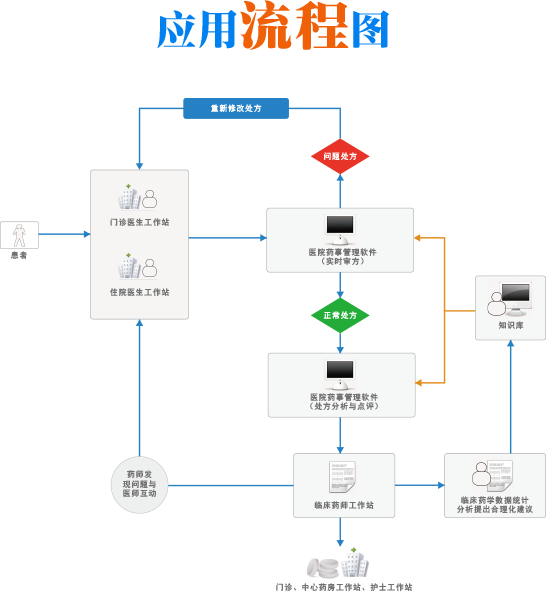 应用流程图
重新修改处方
问题处方
门诊医生工作站
患者
医院药事管理软件
（实时审方）
住院医生工作站
正常处方
知识库
医院药事管理软件
（处方分析与点评）
药师发
现问题与
医师互动
临床药师工作站
临床药学数据统计
分析提出合理化建议
门诊、中心药房工作站、护士工作站